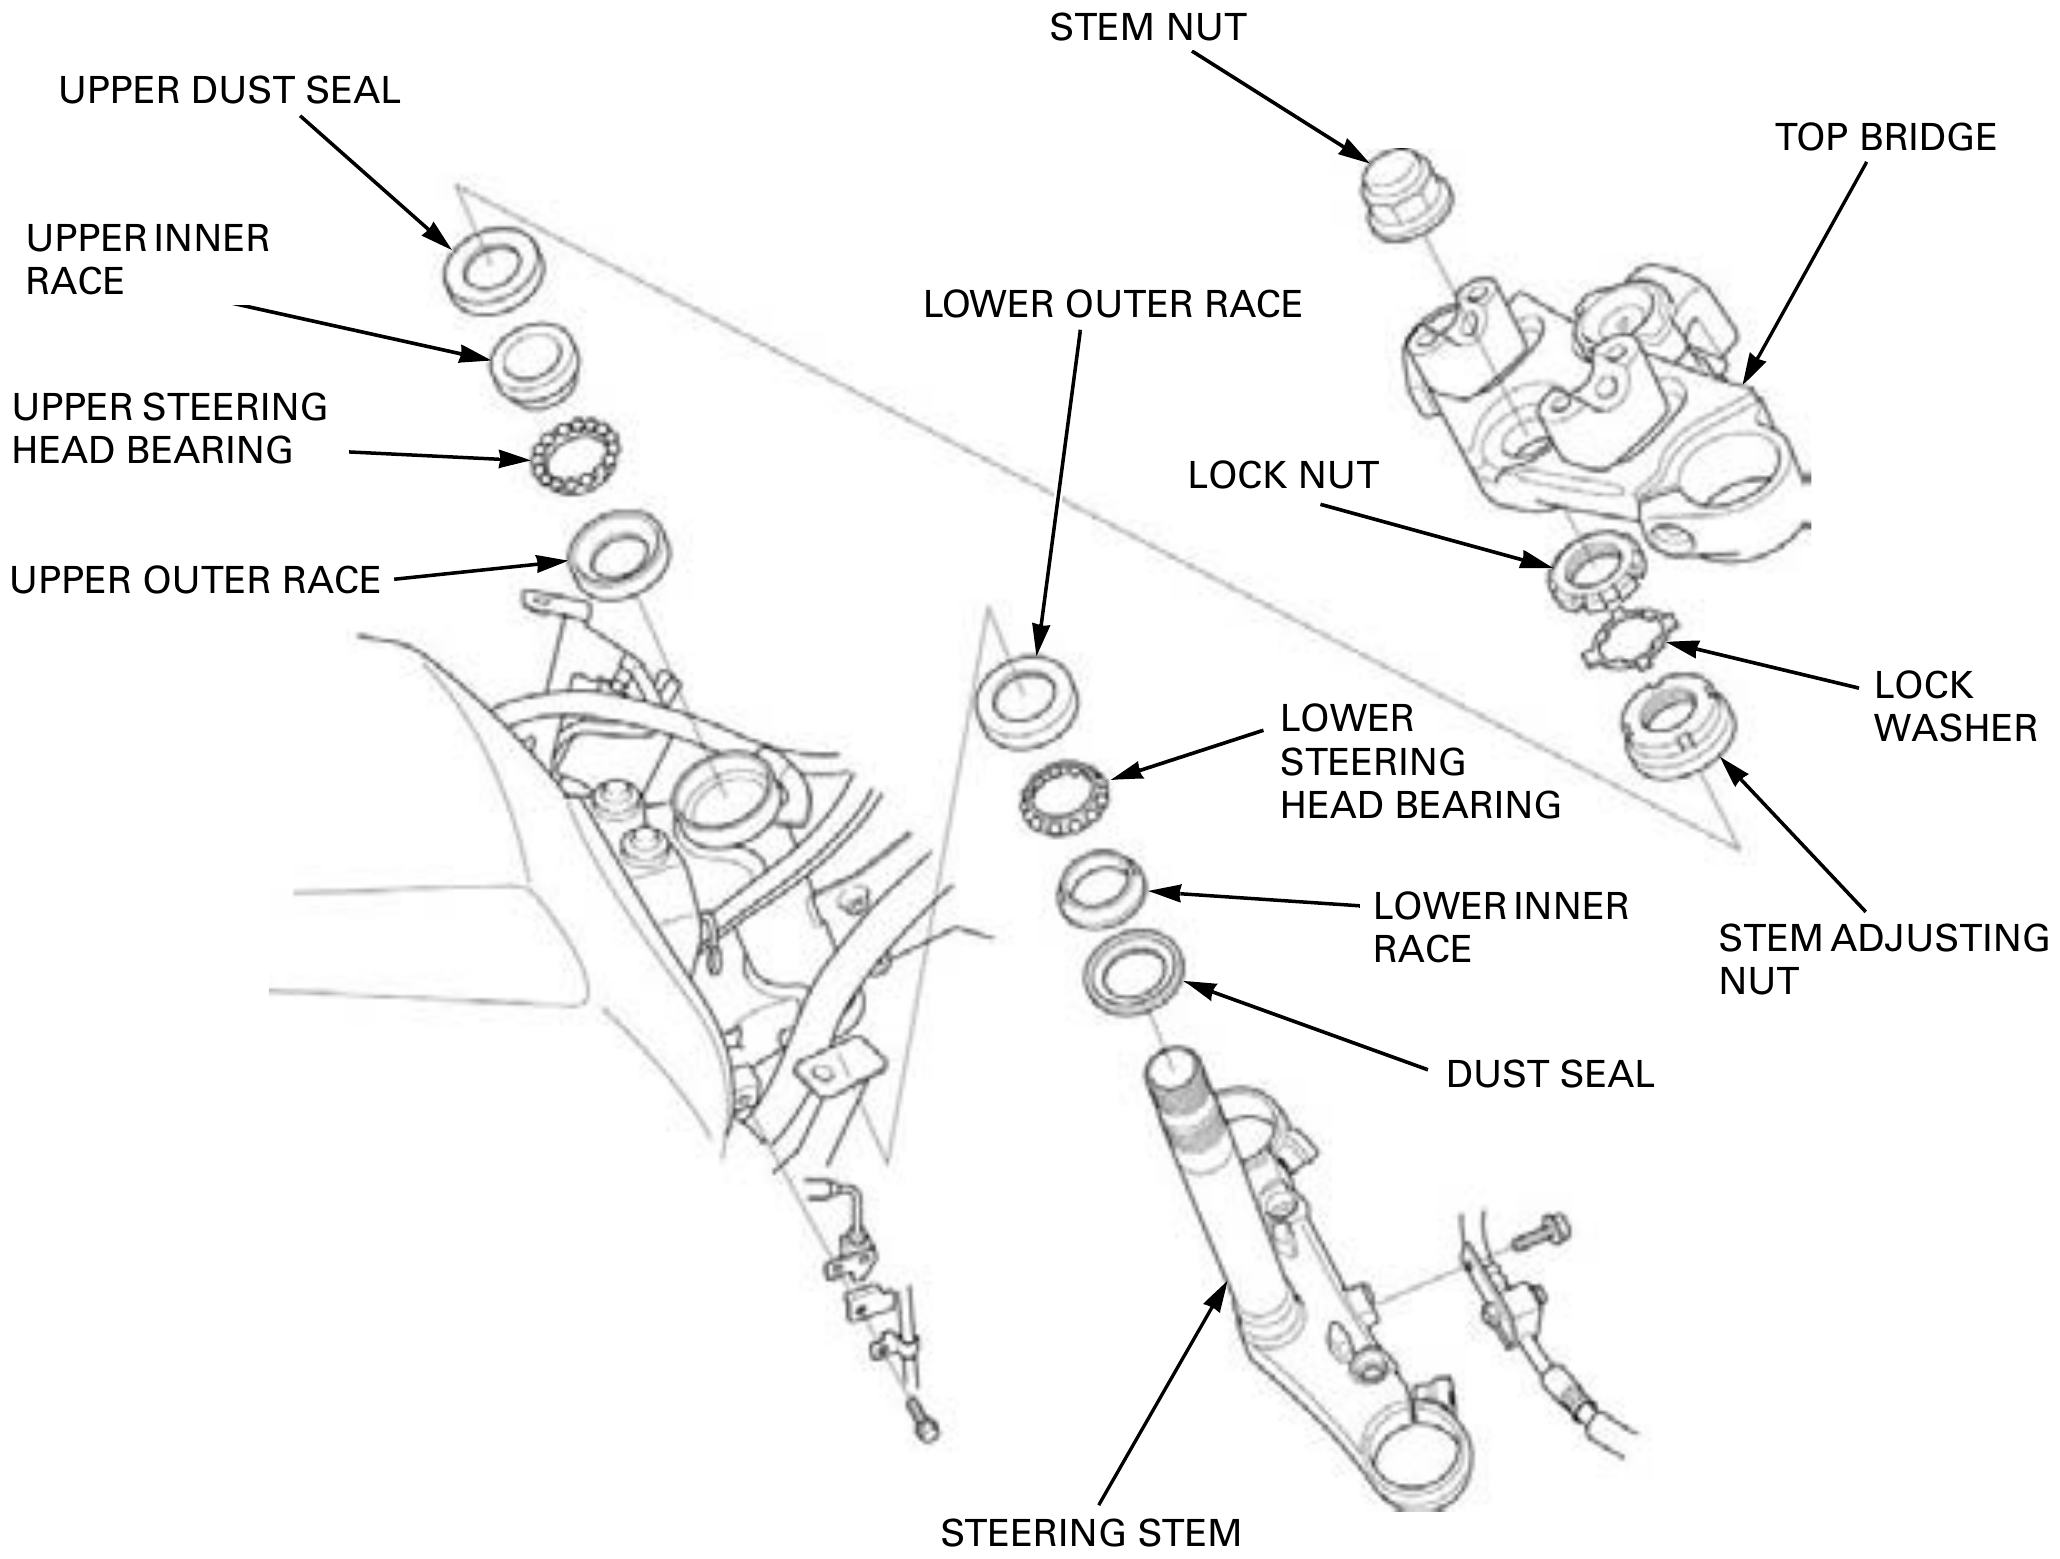 STEM NUT
UPPER DUST SEAL
TOP BRIDGE
UPPER INNER
RACE
LOWER OUTER RACE
UPPER STEERING
HEAD BEARING
LOCK NUT
UPPER OUTER RACE
LOCK
WASHER
LOWER
STEERING
HEAD BEARING
LOWER INNER
RACE
STEM ADJUSTING
NUT
DUST SEAL
STEERING STEM